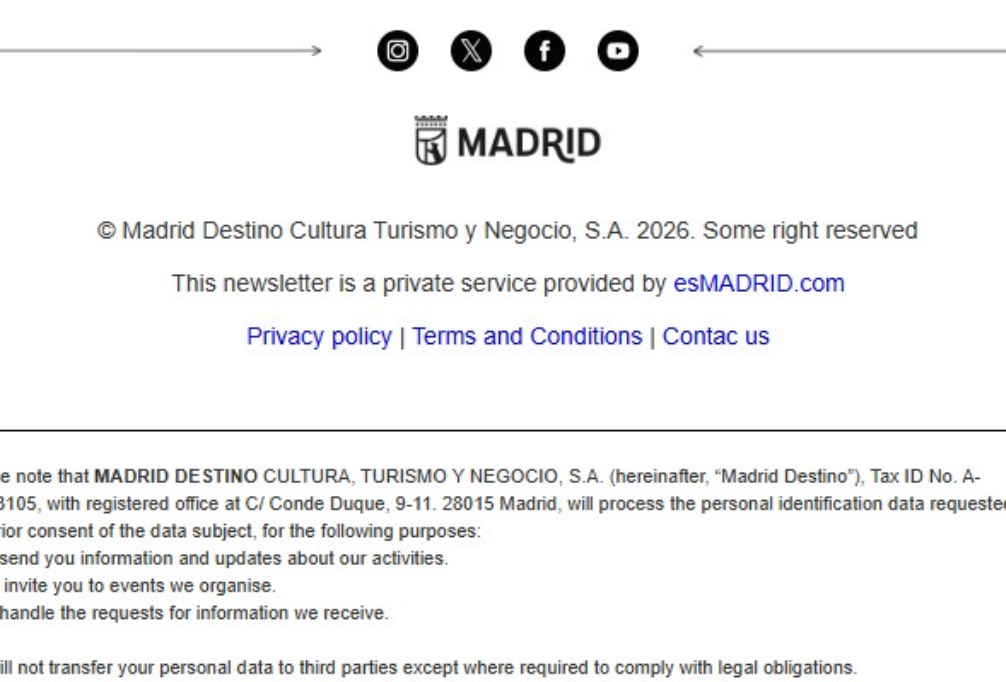 MADRID
© Madrid Destino Cultura Turismo y Negocio, S.A. 2026. Some right reserved
This newsletter is a private service provided by esMADRID.com
Privacy policy | Terms and Conditions | Contac us
e note that MADRID DESTINO CULTURA, TURISMO Y NEGOCIO, S.A. (hereinafter, “Madrid Destino”), Tax ID No. A-
3105, with registered office at C/ Conde Duque, 9-11. 28015 Madrid, will process the personal identification data requested
rior consent of the data subject, for the following purposes:
send you information and updates about our activities.
invite you to events we organise.
handle the requests for information we receive.
ill not transfer your personal data to third parties except where required to comply with legal obligations.